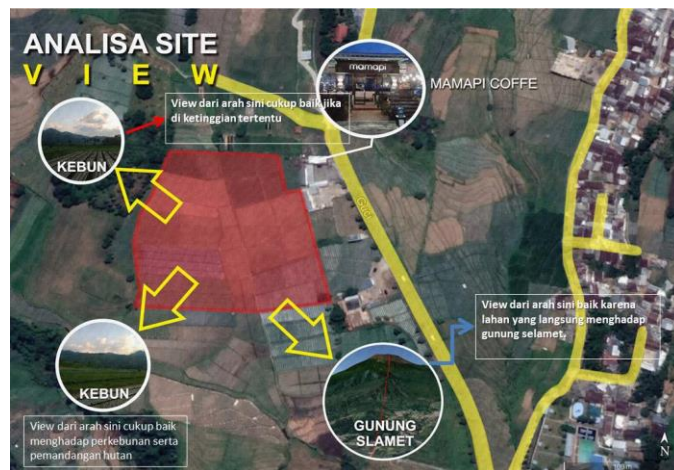 ANALISA SITE
V I E W
View dari arah sini cukup baik jika
di ketinggian tertentu
mamapi
MAMAPI COFFE
KEBUN
View dari arah sini baik karena
lahan yang langsung menghadap
gunung selamet,
KEBUN
GUNUNG
SLAMET
View dari arah sini cukup baik
menghadap perkebunan serta
pemandangan hutan
N